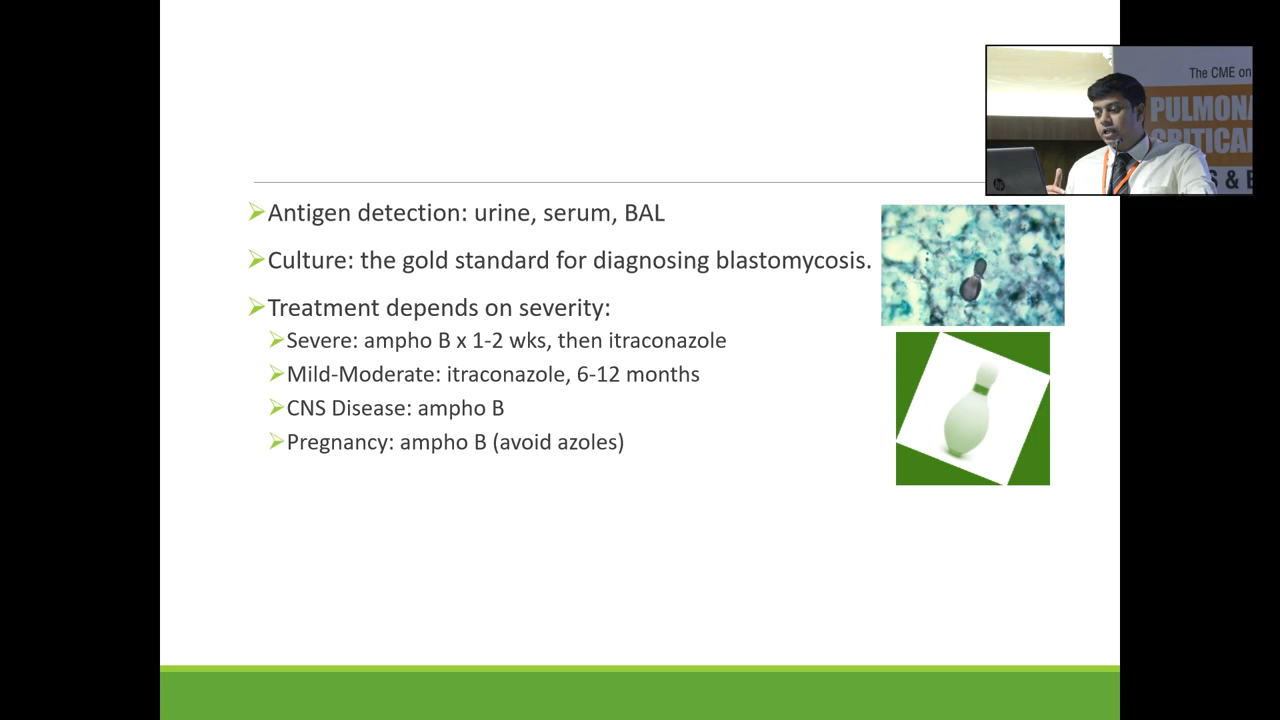 The CME on
PULMONA
CRITICAL
S & E
Antigen detection: urine, serum, BAL
Culture: the gold standard for diagnosing blastomycosis.
Treatment depends on severity:
Severe: ampho B x 1-2 wks, then itraconazole
Mild-Moderate: itraconazole, 6-12 months
CNS Disease: ampho B
Pregnancy: ampho B (avoid azoles)